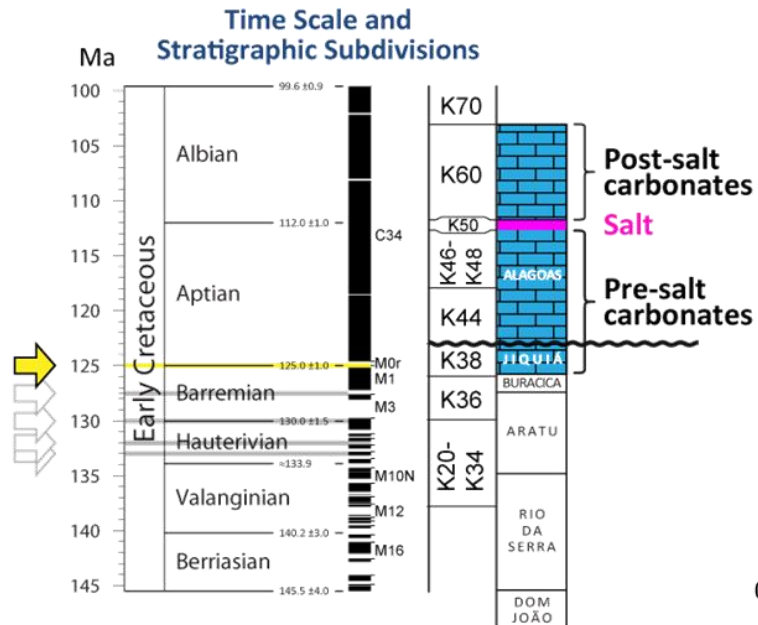 Time Scale and
Stratigraphic Subdivisions
Ma
100
105
110
115
120
125
130
135
140
145
Early Cretaceous
99.6 ±0.9
Albian
112.0 ±1.0
Aptian
125.0 ±1.0
Barremian
130.0 ±1.5
Hauterivian
≈133.9
Valanginian
140.2 ±3.0
Berriasian
145.5 ±4.0
C34
M0r
M1
M3
M10N
M12
M16
K70
K60
K50
K46-
K48
K44
K38
K36
K20-
K34
ALAGOAS
JIQUIÁ
BURACICA
ARATU
RIO
DA
SERRA
DOM
JOÃO
Post-salt
carbonates
Salt
Pre-salt
carbonates